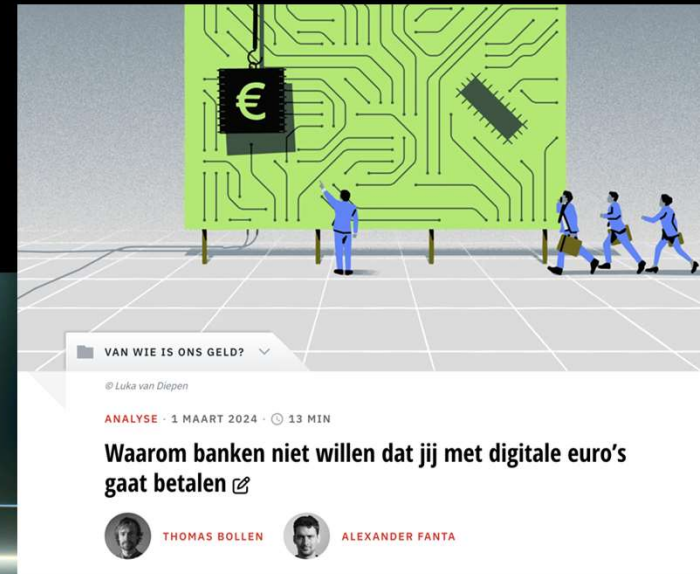 €
VAN WIE IS ONS GELD?
© Luka van Diepen
ANALYSE · 1 MAART 2024 · 13 MIN
Waarom banken niet willen dat jij met digitale euro’s
gaat betalen
THOMAS BOLLEN ALEXANDER FANTA